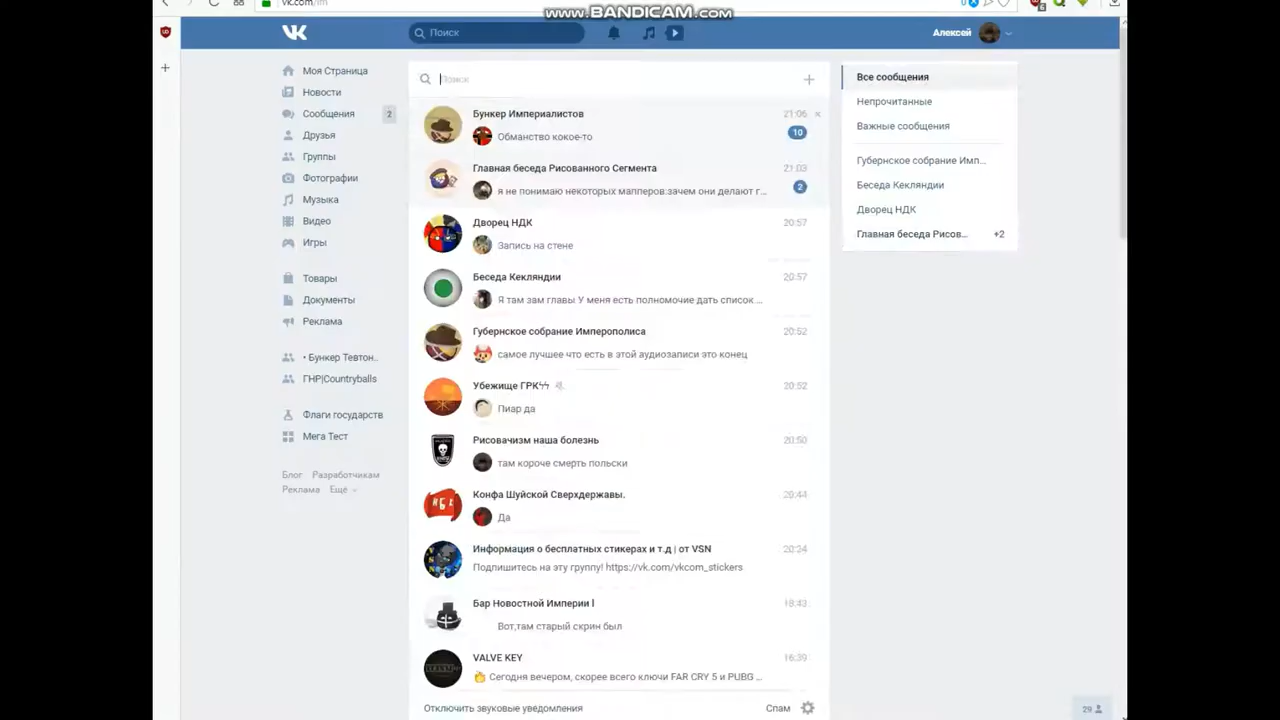 vk.com/im
www.BANDICAM.com
6
Поиск
Алексей
Моя Страница
Новости
Сообщения
2
Друзья
Группы
Фотографии
Музыка
Видео
Игры
Товары
Документы
Реклама
• Бункер Тевтон..
ГНР|Countryballs
Флаги государств
Мега Тест
Блог Разработчикам
Реклама Ещё
Поиск
Бункер Империалистов 21:06
Обманство кокое-то 10
Главная беседа Рисованного Сегмента 21:03
я не понимаю некоторых мапперов:зачем они делают г... 2
Дворец НДК 20:57
Запись на стене
Беседа Кекляндии 20:57
Я там зам главы У меня есть полномочие дать список ...
Губернское собрание Имперополиса 20:52
самое лучшее что есть в этой аудиозаписи это конец
Убежище ГРКϟϟ 20:52
Пиар да
Рисовачизм наша болезнь 20:50
там короче смерть польски
Конфа Шуйской Сверхдержавы. 20:44
Да
Информация о бесплатных стикерах и т.д | от VSN 20:24
Подпишитесь на эту группу! https://vk.com/vkcom_stickers
Бар Новостной Империи l 18:43
Вот,там старый скрин был
VALVE KEY 16:39
Сегодня вечером, скорее всего ключи FAR CRY 5 и PUBG ...
Отключить звуковые уведомления Спам
Все сообщения
Непрочитанные
Важные сообщения
Губернское собрание Имп...
Беседа Кекляндии
Дворец НДК
Главная беседа Рисов... +2
29